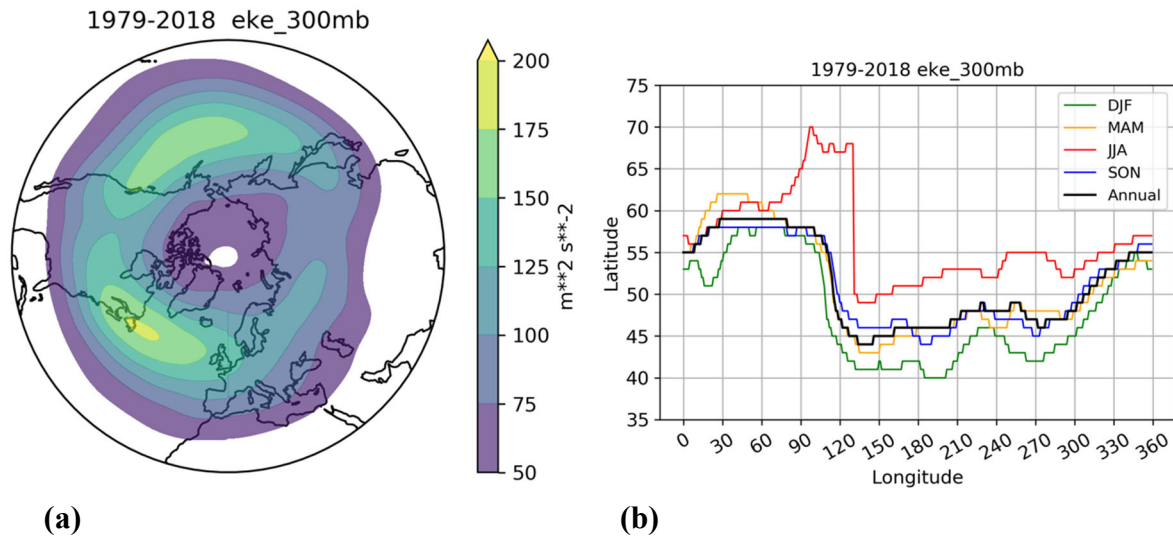 1979-2018 eke_300mb
200
175
150
125
100
75
50
m**2 s**-2
(a)
1979-2018 eke_300mb
75
70
65
60
55
50
45
40
35
Latitude
DJF
MAM
JJA
SON
Annual
0 30 60 90 120 150 180 210 240 270 300 330 360
Longitude
(b)